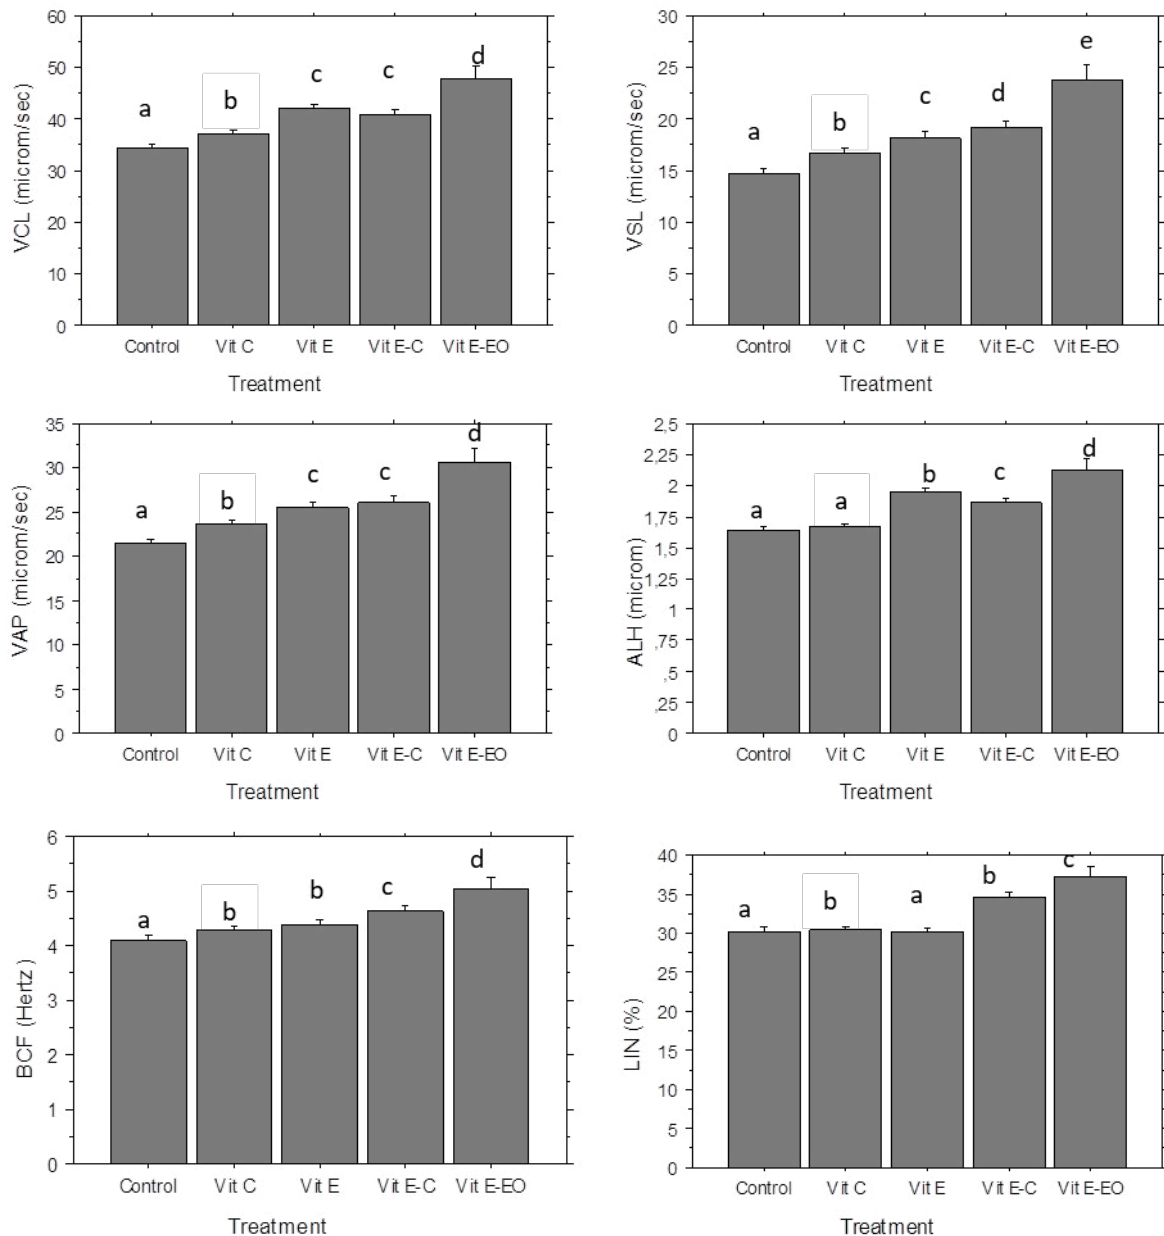 60
50
40
30
20
10
0
VCL (microm/sec)
a
b
c
c
d
Control Vit C Vit E Vit E-C Vit E-EO
Treatment
30
25
20
15
10
5
0
VSL (microm/sec)
a
b
c
d
e
Control Vit C Vit E Vit E-C Vit E-EO
Treatment
35
30
25
20
15
10
5
0
VAP (microm/sec)
a
b
c
c
d
Control Vit C Vit E Vit E-C Vit E-EO
Treatment
2,5
2,25
2
1,75
1,5
1,25
1
,75
,5
,25
0
ALH (microm)
a
a
b
c
d
Control Vit C Vit E Vit E-C Vit E-EO
Treatment
6
5
4
3
2
1
0
BCF (Hertz )
a
b
b
c
d
Control Vit C Vit E Vit E-C Vit E-EO
Treatment
40
35
30
25
20
15
10
5
0
LIN (%)
a
b
a
b
c
Control Vit C Vit E Vit E-C Vit E-EO
Treatment